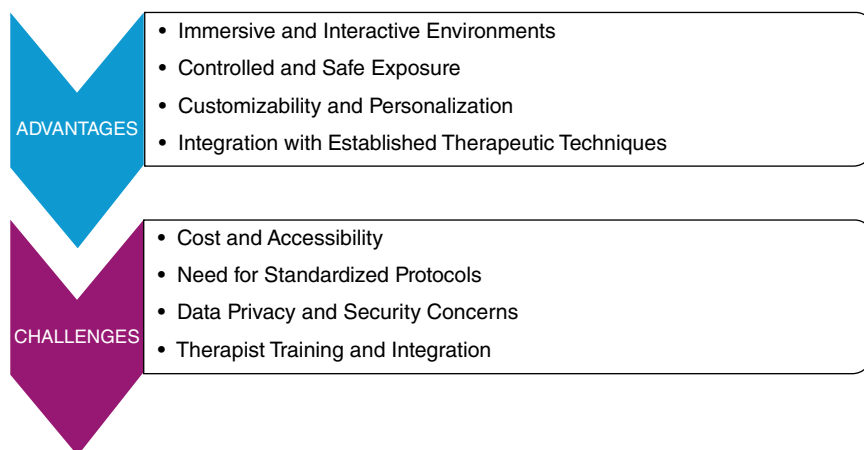 ADVANTAGES
• Immersive and Interactive Environments
• Controlled and Safe Exposure
• Customizability and Personalization
• Integration with Established Therapeutic Techniques
CHALLENGES
• Cost and Accessibility
• Need for Standardized Protocols
• Data Privacy and Security Concerns
• Therapist Training and Integration